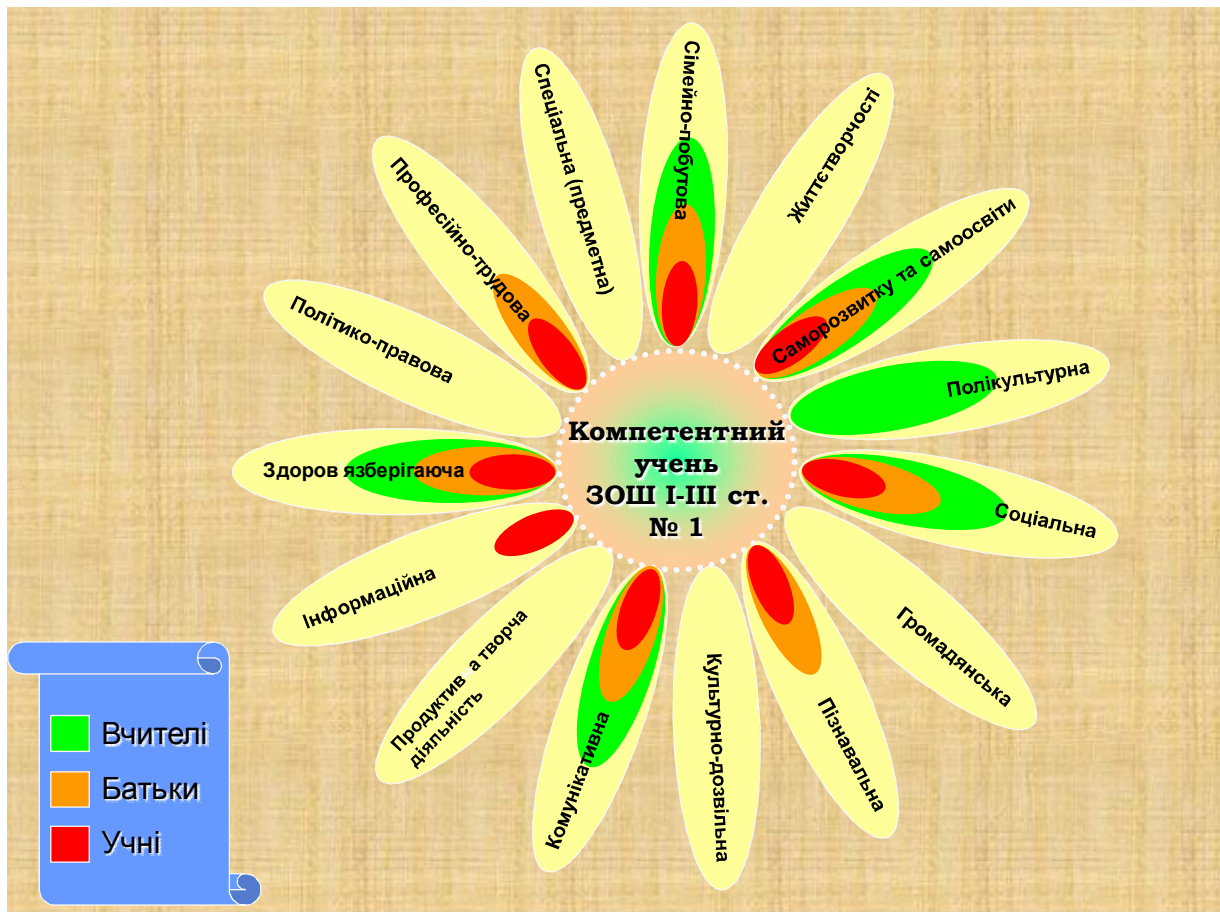 Сімейно-побутова
Життєтворчості
Саморозвитку та самоосвіти
Полікультурна
Соціальна
Громадянська
Пізнавальна
Культурно-дозвільна
Комунікативна
Продуктив а творча
діяльність
Інформаційна
Здоров язберігаюча
Політико-правова
Професійно-трудова
Спеціальна (предметна)
Компетентний
учень
ЗОШ І-ІІІ ст.
№ 1
Вчителі
Батьки
Учні